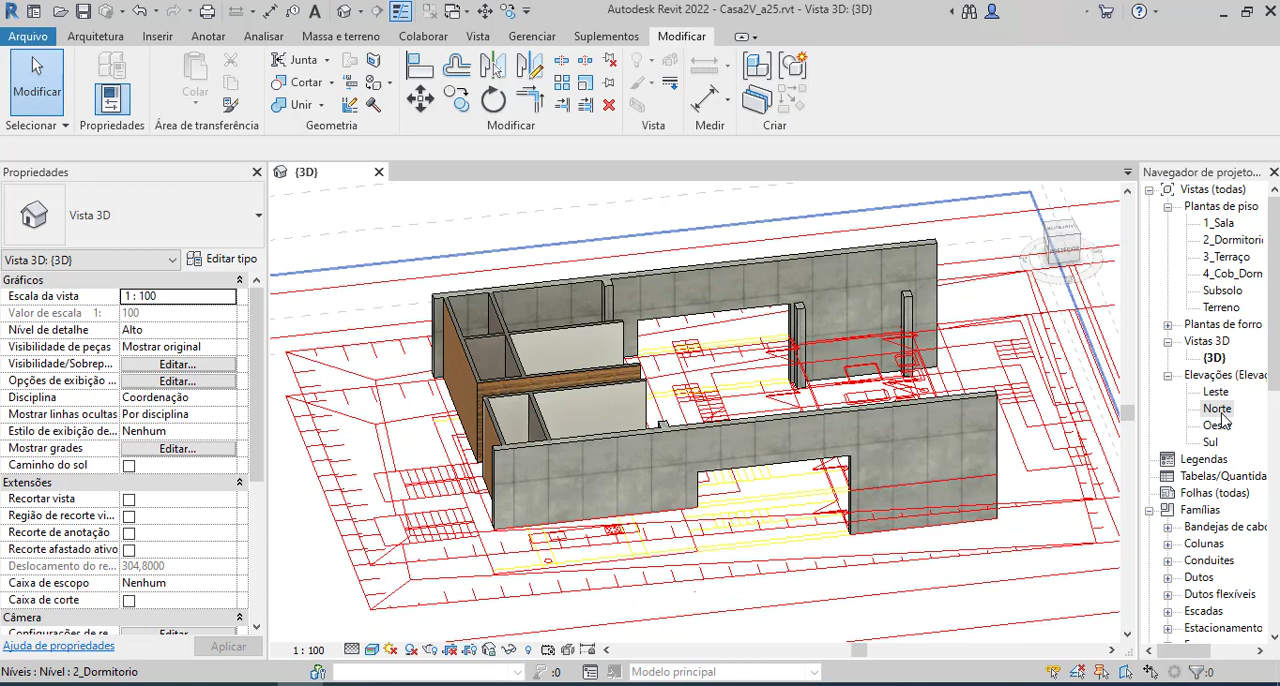 Autodesk Revit 2022 - Casa2V_a25.rvt - Vista 3D: {3D}
Arquivo Arquitetura Inserir Anotar Analisar Massa e terreno Colaborar Vista Gerenciar Suplementos Modificar
Modificar
Colar
Junta
Cortar
Unir
Selecionar Propriedades Área de transferência Geometria Modificar Vista Medir Criar
Propriedades
Vista 3D
Vista 3D: {3D} Editar tipo
Gráficos
Escala da vista 1 : 100
Valor de escala 1: 100
Nível de detalhe Alto
Visibilidade de peças Mostrar original
Visibilidade/Sobrep... Editar...
Opções de exibição ... Editar...
Disciplina Coordenação
Mostrar linhas ocultas Por disciplina
Estilo de exibição de... Nenhum
Mostrar grades Editar...
Caminho do sol
Extensões
Recortar vista
Região de recorte vi...
Recorte de anotação
Recorte afastado ativo
Deslocamento do re... 304,8000
Caixa de escopo Nenhum
Caixa de corte
Câmera
Configurações de re... Editar...
Ajuda de propriedades Aplicar
{3D}
1 : 100
Navegador de projeto...
Vistas (todas)
Plantas de piso
1_Sala
2_Dormitorio
3_Terraço
4_Cob_Dorn
Subsolo
Terreno
Plantas de forro
Vistas 3D
{3D}
Elevações (Eleva
Leste
Norte
Oeste
Sul
Legendas
Tabelas/Quantida
Folhas (todas)
Famílias
Bandejas de cabo
Colunas
Conduites
Dutos
Dutos flexíveis
Escadas
Estacionamento
Níveis : Nível : 2_Dormitorio :0 Modelo principal :0